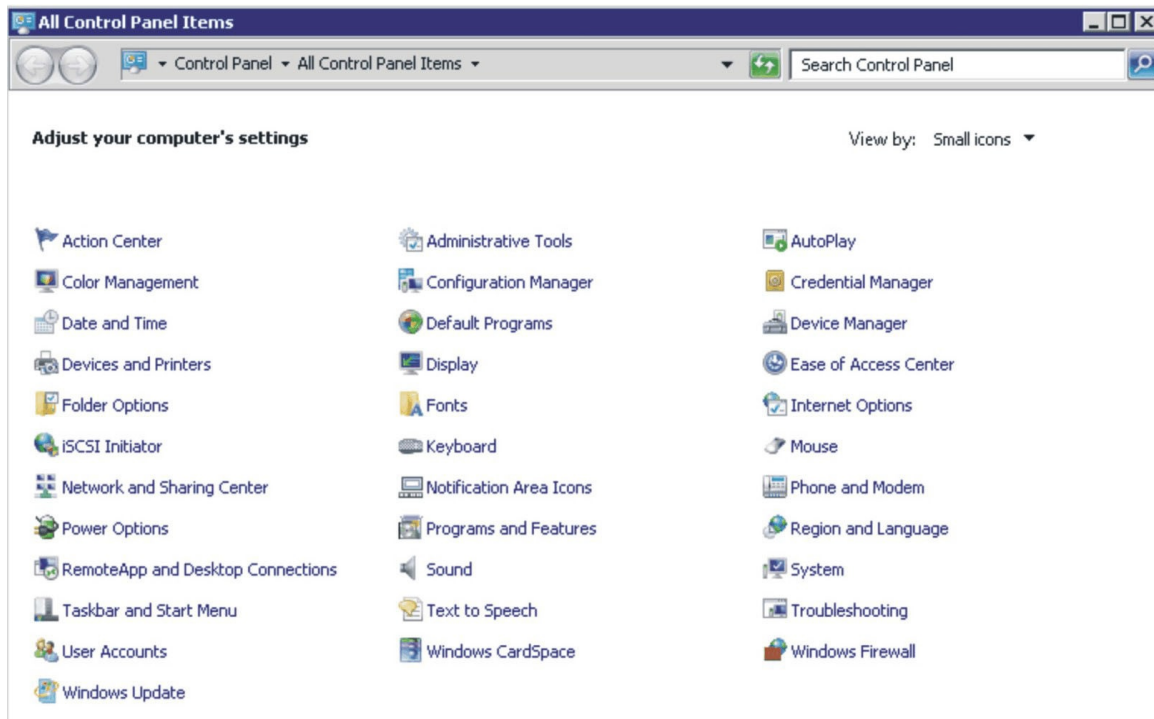 All Control Panel Items
Control Panel All Control Panel Items Search Control Panel
Adjust your computer's settings View by: Small icons
Action Center Administrative Tools AutoPlay
Color Management Configuration Manager Credential Manager
Date and Time Default Programs Device Manager
Devices and Printers Display Ease of Access Center
Folder Options Fonts Internet Options
iSCSI Initiator Keyboard Mouse
Network and Sharing Center Notification Area Icons Phone and Modem
Power Options Programs and Features Region and Language
RemoteApp and Desktop Connections Sound System
Taskbar and Start Menu Text to Speech Troubleshooting
User Accounts Windows CardSpace Windows Firewall
Windows Update